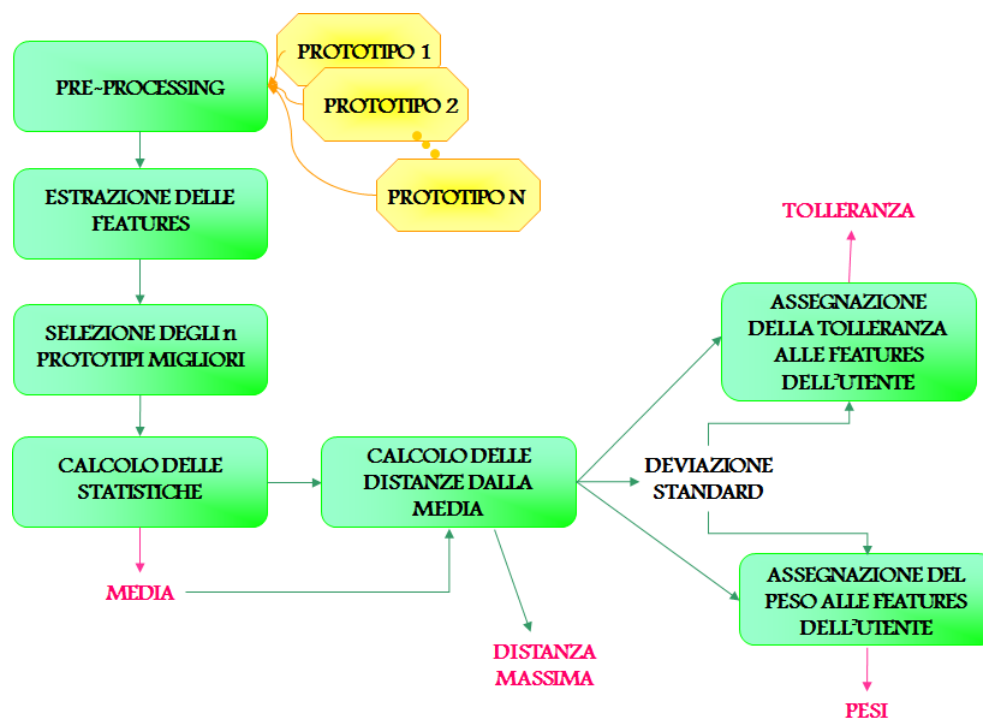 PROTOTIPO 1
PRE-PROCESSING
PROTOTIPO 2
PROTOTIPO N
ESTRAZIONE DELLE
FEATURES
TOLLERANZA
SELEZIONE DEGLI n
PROTOTIPI MIGLIORI
ASSEGNAZIONE
DELLA TOLLERANZA
ALLE FEATURES
DELL'UTENTE
CALCOLO DELLE
STATISTICHE
CALCOLO DELLE
DISTANZE DALLA
MEDIA
DEVIAZIONE
STANDARD
MEDIA
ASSEGNAZIONE DEL
PESO ALLE FEATURES
DELL'UTENTE
DISTANZA
MASSIMA
PESI